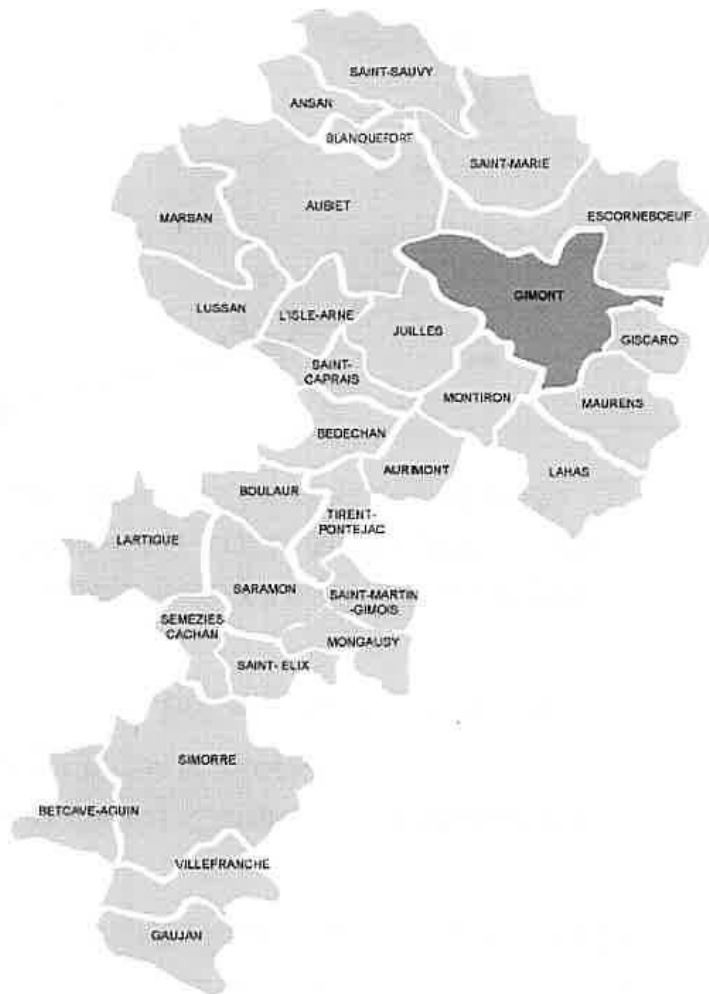 SAINT-SAUVY
ANSAN
BLANQUEFORT
SAINT-MARIE
AUBIET
MARSAN
ESCORNEBOEUF
GIMONT
LUSSAN
L'ISLE-ARNE
JUILLES
GISCARO
SAINT-
CAPRAIS
MONTIRON
MAURENS
BEDECHAN
AURIMONT
LAHAS
BOULAUR
TIRENT-
PONTEJAC
LARTIGUE
SARAMON
SAINT-MARTIN
-GIMOIS
SEMEZIES
CACHAN
MONGAUSY
SAINT- ELIX
SIMORRE
BETCAVE-AGUIN
VILLEFRANCHE
GAUJAN